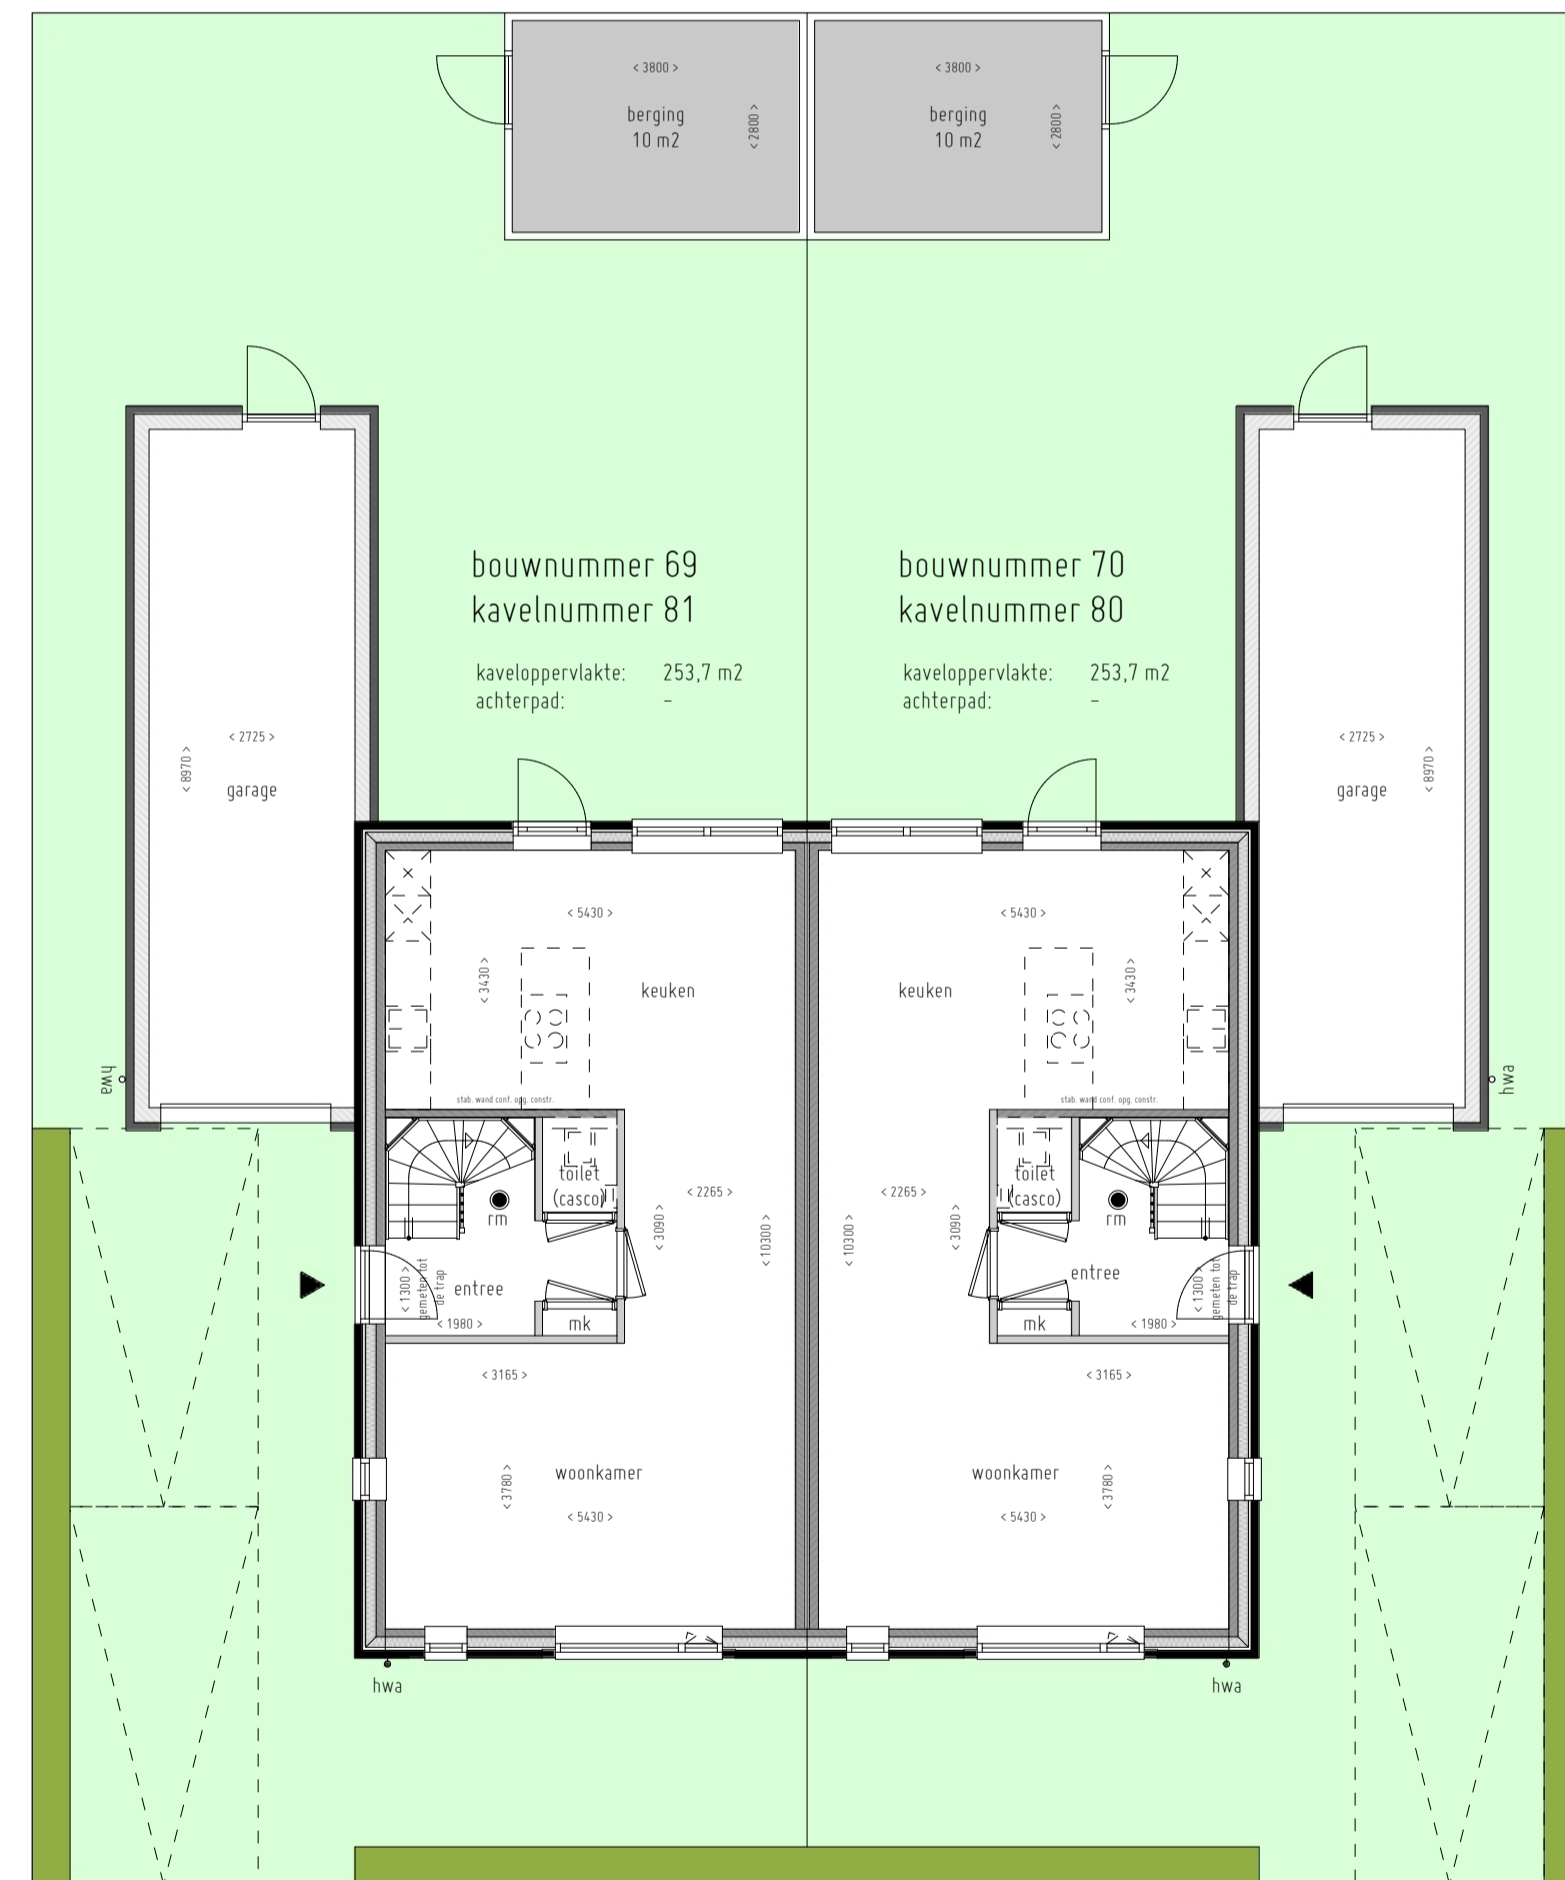 < 3800 >
< 3800 >
berging
10 m2
< 2800 >
berging
10 m2
< 2800 >
bouwnummer 69
kavelnummer 81
kaveloppervlakte: 253,7 m2
achterpad: –
bouwnummer 70
kavelnummer 80
kaveloppervlakte: 253,7 m2
achterpad: –
< 2725 >
< 8970 >
garage
< 2725 >
< 8970 >
garage
< 5430 >
< 3430 >
keuken
< 5430 >
< 3430 >
keuken
hwa
hwa
stab. wand conf. opg. constr.
stab. wand conf. opg. constr.
toilet
(casco)
rm
< 2265 >
< 3090 >
< 10300 >
toilet
(casco)
rm
< 2265 >
< 3090 >
< 10300 >
< 1300 >
gemeten tot
de trap
entree
< 1980 >
mk
entree
< 1300 >
gemeten tot
de trap
< 1980 >
mk
< 3165 >
< 3165 >
woonkamer
< 3780 >
< 5430 >
woonkamer
< 3780 >
< 5430 >
hwa
hwa